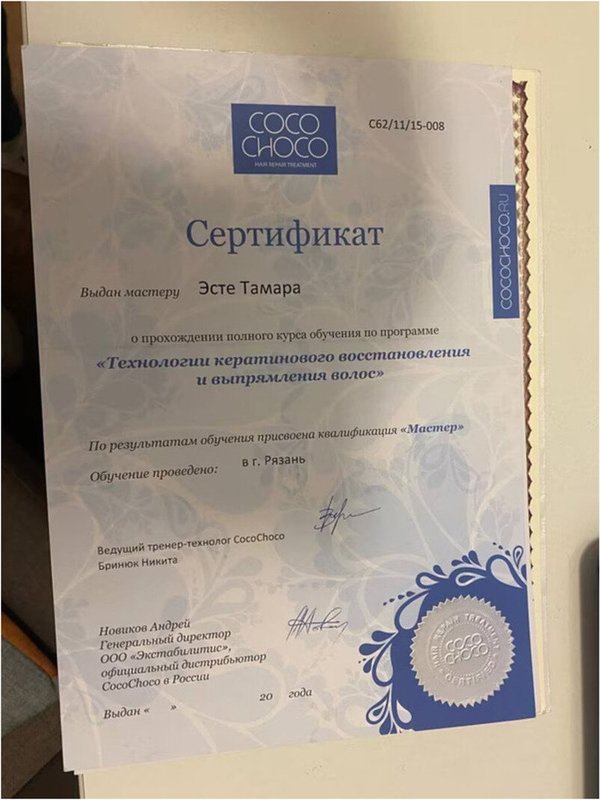 COCO
CHOCO
HAIR REPAIR TREATMENT
C62/11/15-008
COCOCHOCO.RU
Сертификат
Выдан мастеру Эсте Тамара
о прохождении полного курса обучения по программе
«Технологии кератинового восстановления
и выпрямления волос»
По результатам обучения присвоена квалификация «Мастер»
Обучение проведено: в г. Рязань
Ведущий тренер-технолог CocoChoco
Бринюк Никита
Новиков Андрей
Генеральный директор
ООО «Экстабилитис»,
официальный дистрибьютор
CocoChoco в России
Выдан « » 20 года
HAIR REPAIR TREATMENT
COCO
CHOCO
CERTIFIED